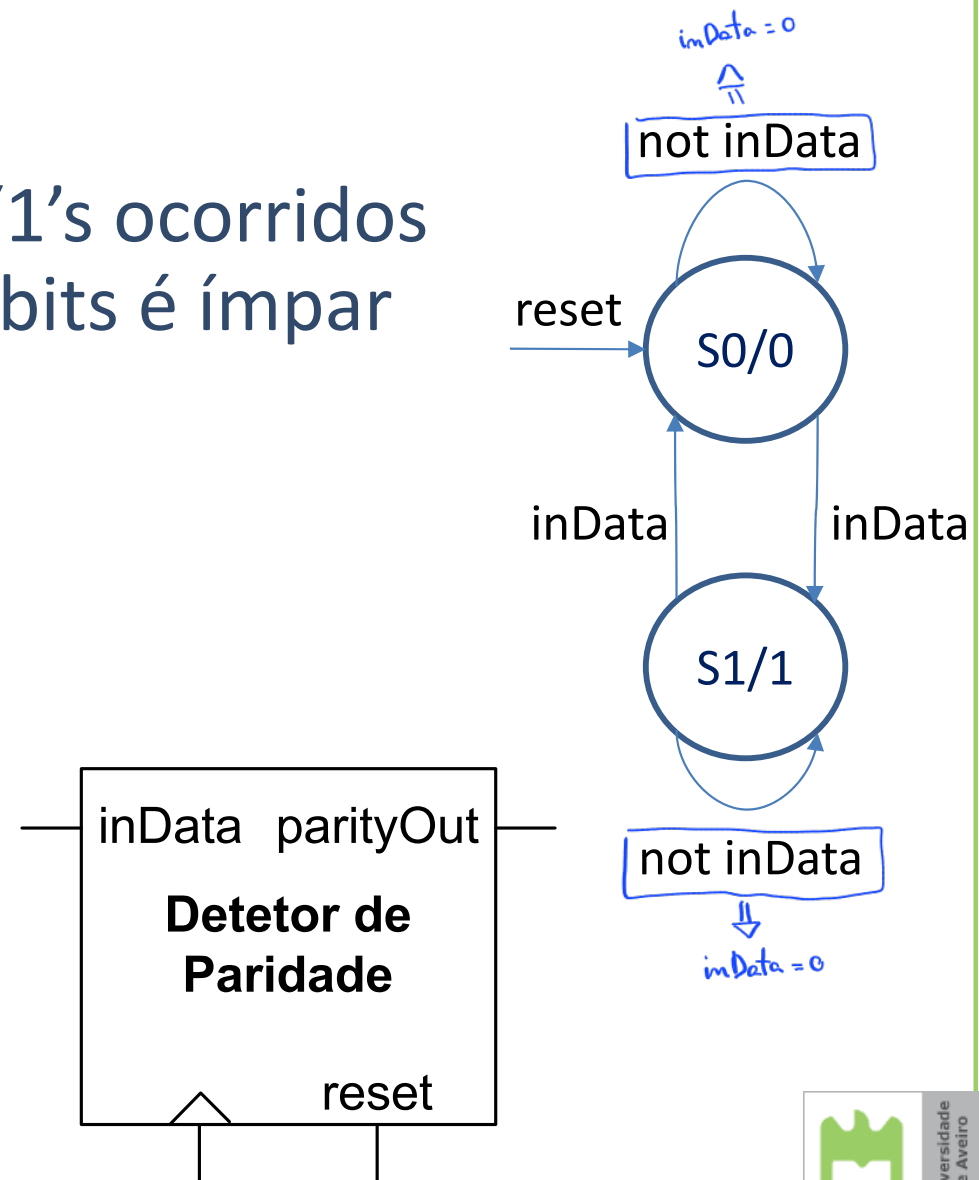 inData = 0
not inData
1's ocorridos
bits é ímpar
reset
S0/0
inData
inData
S1/1
inData parityOut
not inData
Detetor de
Paridade
inData = 0
reset